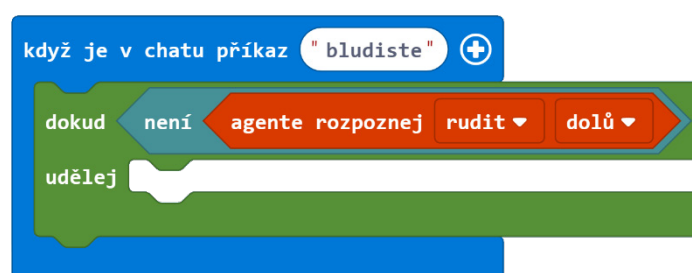 když je v chatu příkaz "bludiste"
dokud není agente rozpoznej rudit dolů
udělej